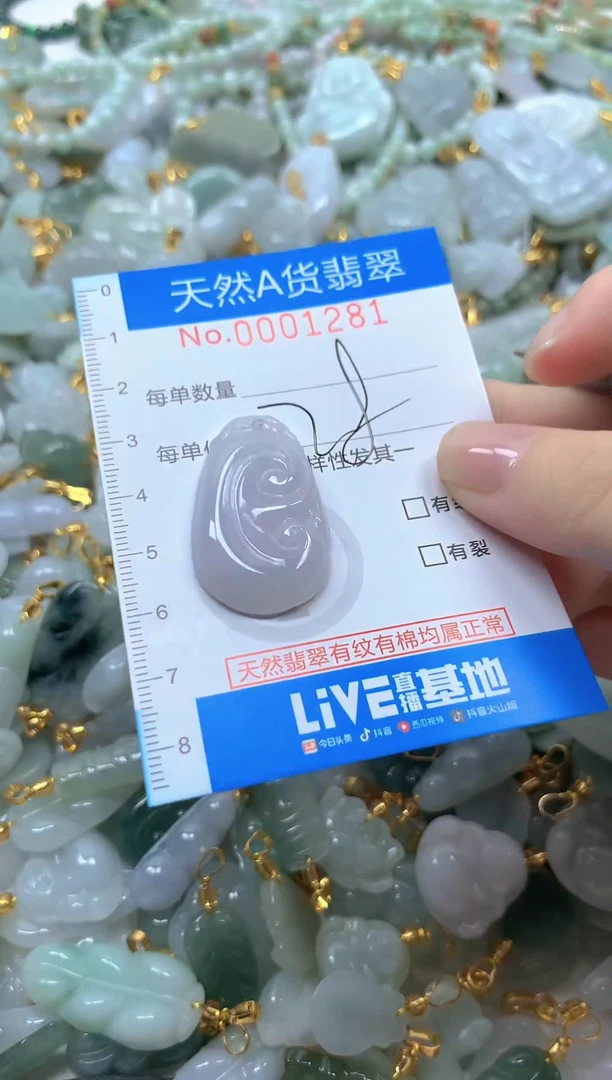 天然A货翡翠
No.0001281
0
1
2
3
4
5
6
7
8
每单数量
每单
样性发其一
有
有裂
天然翡翠有纹有棉均属正常
LiVE直播基地
今日头条 抖音 西瓜视频 抖音火山版